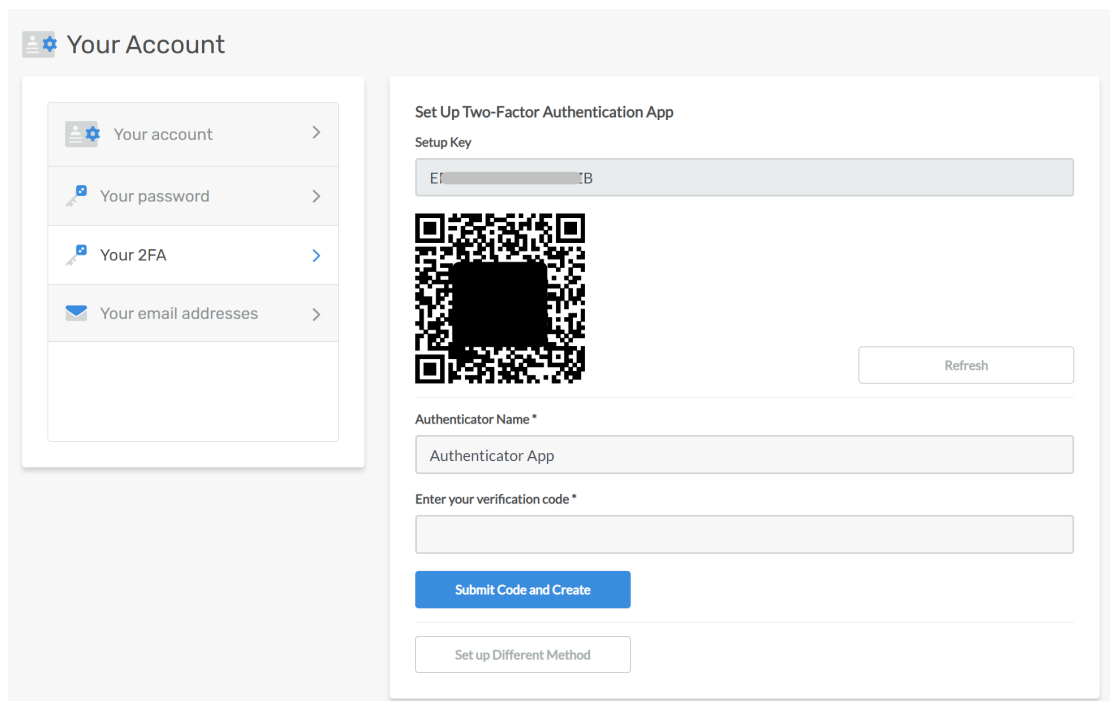 Your Account
Your account
Your password
Your 2FA
Your email addresses
Set Up Two-Factor Authentication App
Setup Key
Refresh
Authenticator Name *
Authenticator App
Enter your verification code *
Submit Code and Create
Set up Different Method